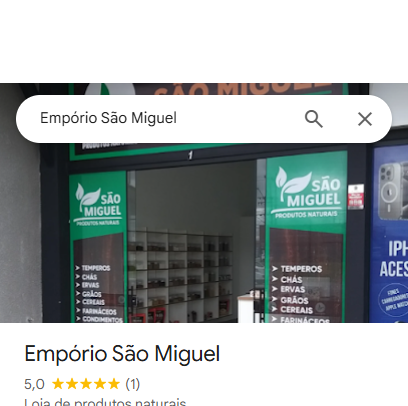 SÃO MIGUEL
Empório São Miguel
PRODUTOS NATURAIS
1
SÃO
MIGUEL
PRODUTOS NATURAIS
➤ TEMPEROS
➤ CHÁS
➤ ERVAS
➤ GRÃOS
➤ CEREAIS
➤ FARINÁCEOS
➤ CONDIMENTOS
SÃO
MIGUEL
PRODUTOS NATURAIS
➤ TEMPEROS
➤ CHÁS
➤ ERVAS
➤ GRÃOS
➤ CEREAIS
➤ FARINÁCEOS
IPH
ACES
Empório São Miguel
5,0 ★★★★★ (1)
Loja de produtos naturais